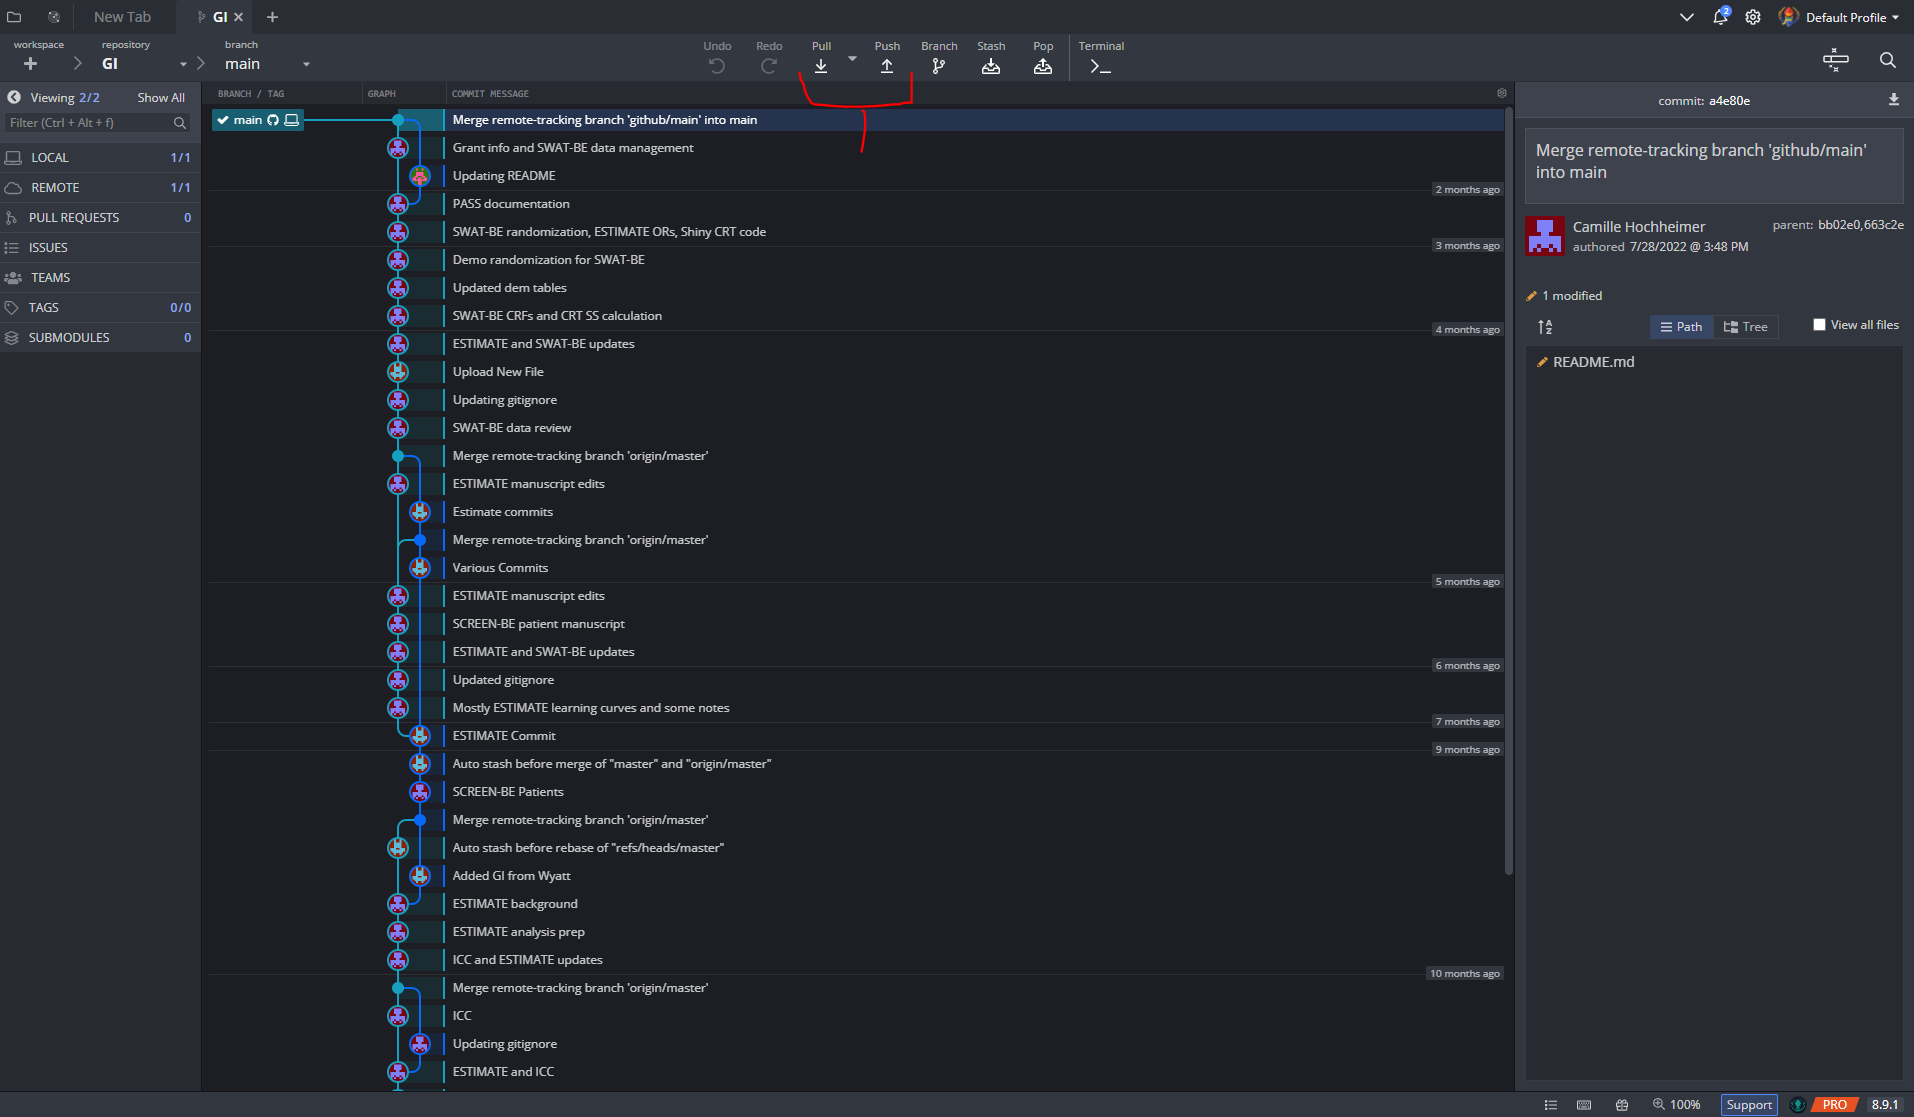 New Tab
GI
2
Default Profile
workspace
repository
GI
branch
main
Undo
Redo
Pull
Push
Branch
Stash
Pop
Terminal
Viewing 2/2
Show All
Filter (Ctrl + Alt + f)
LOCAL 1/1
REMOTE 1/1
PULL REQUESTS 0
ISSUES
TEAMS
TAGS 0/0
SUBMODULES 0
BRANCH / TAG
GRAPH
COMMIT MESSAGE
main
Merge remote-tracking branch 'github/main' into main
Grant info and SWAT-BE data management
Updating README
2 months ago
PASS documentation
SWAT-BE randomization, ESTIMATE ORs, Shiny CRT code
3 months ago
Demo randomization for SWAT-BE
Updated dem tables
SWAT-BE CRFs and CRT SS calculation
4 months ago
ESTIMATE and SWAT-BE updates
Upload New File
Updating gitignore
SWAT-BE data review
Merge remote-tracking branch 'origin/master'
ESTIMATE manuscript edits
Estimate commits
Merge remote-tracking branch 'origin/master'
Various Commits
5 months ago
ESTIMATE manuscript edits
SCREEN-BE patient manuscript
ESTIMATE and SWAT-BE updates
6 months ago
Updated gitignore
Mostly ESTIMATE learning curves and some notes
7 months ago
ESTIMATE Commit
9 months ago
Auto stash before merge of "master" and "origin/master"
SCREEN-BE Patients
Merge remote-tracking branch 'origin/master'
Auto stash before rebase of "refs/heads/master"
Added GI from Wyatt
ESTIMATE background
ESTIMATE analysis prep
ICC and ESTIMATE updates
10 months ago
Merge remote-tracking branch 'origin/master'
ICC
Updating gitignore
ESTIMATE and ICC
commit: a4e80e
Merge remote-tracking branch 'github/main'
into main
Camille Hochheimer
parent: bb02e0,663c2e
authored 7/28/2022 @ 3:48 PM
1 modified
Path
Tree
View all files
README.md
100%
Support
PRO
8.9.1